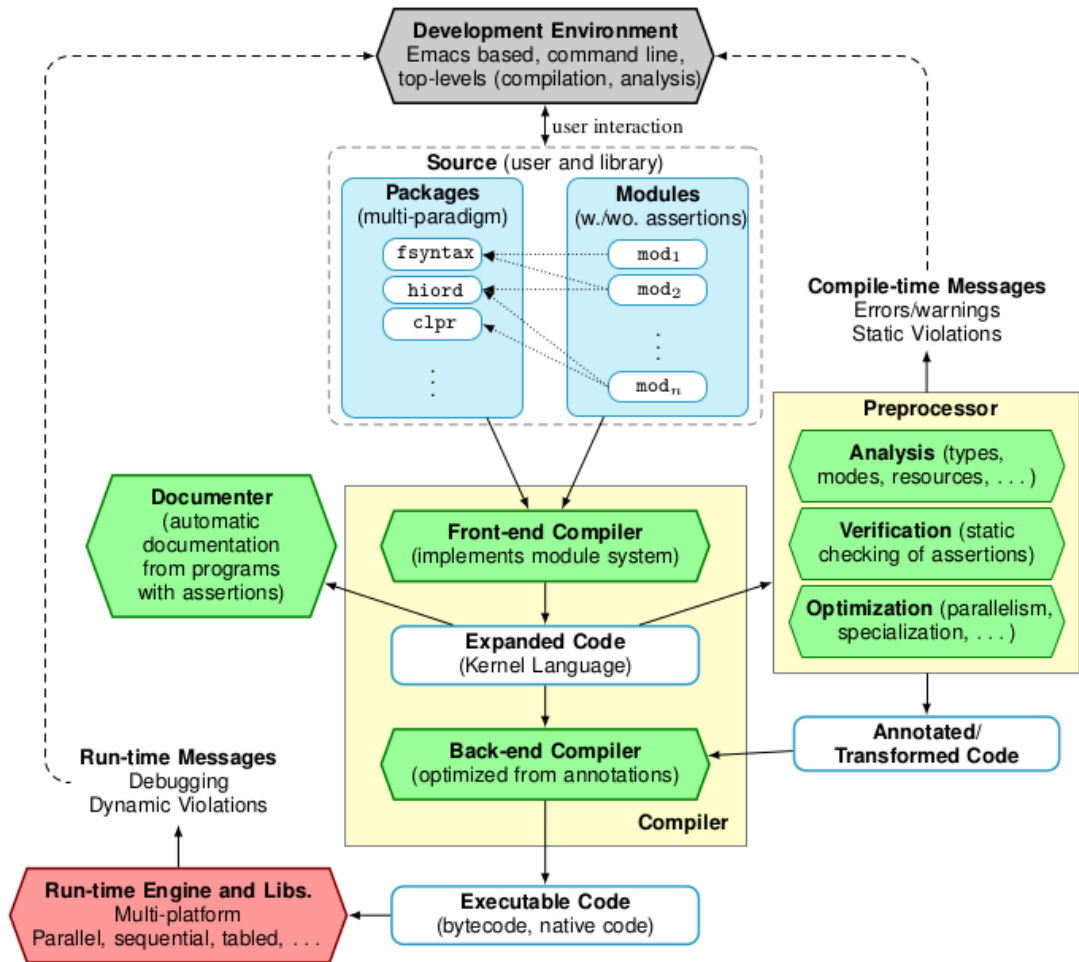 Development Environment
Emacs based, command line,
top-levels (compilation, analysis)
user interaction
Source (user and library)
Packages
(multi-paradigm)
fsyntax
hiord
clpr
⋮
Modules
(w./wo. assertions)
mod₁
mod₂
⋮
modₙ
Compile-time Messages
Errors/warnings
Static Violations
Preprocessor
Analysis (types,
modes, resources, . . . )
Verification (static
checking of assertions)
Optimization (parallelism,
specialization, . . . )
Documenter
(automatic
documentation
from programs
with assertions)
Front-end Compiler
(implements module system)
Expanded Code
(Kernel Language)
Back-end Compiler
(optimized from annotations)
Compiler
Annotated/
Transformed Code
Run-time Messages
Debugging
Dynamic Violations
Run-time Engine and Libs.
Multi-platform
Parallel, sequential, tabled, . . .
Executable Code
(bytecode, native code)